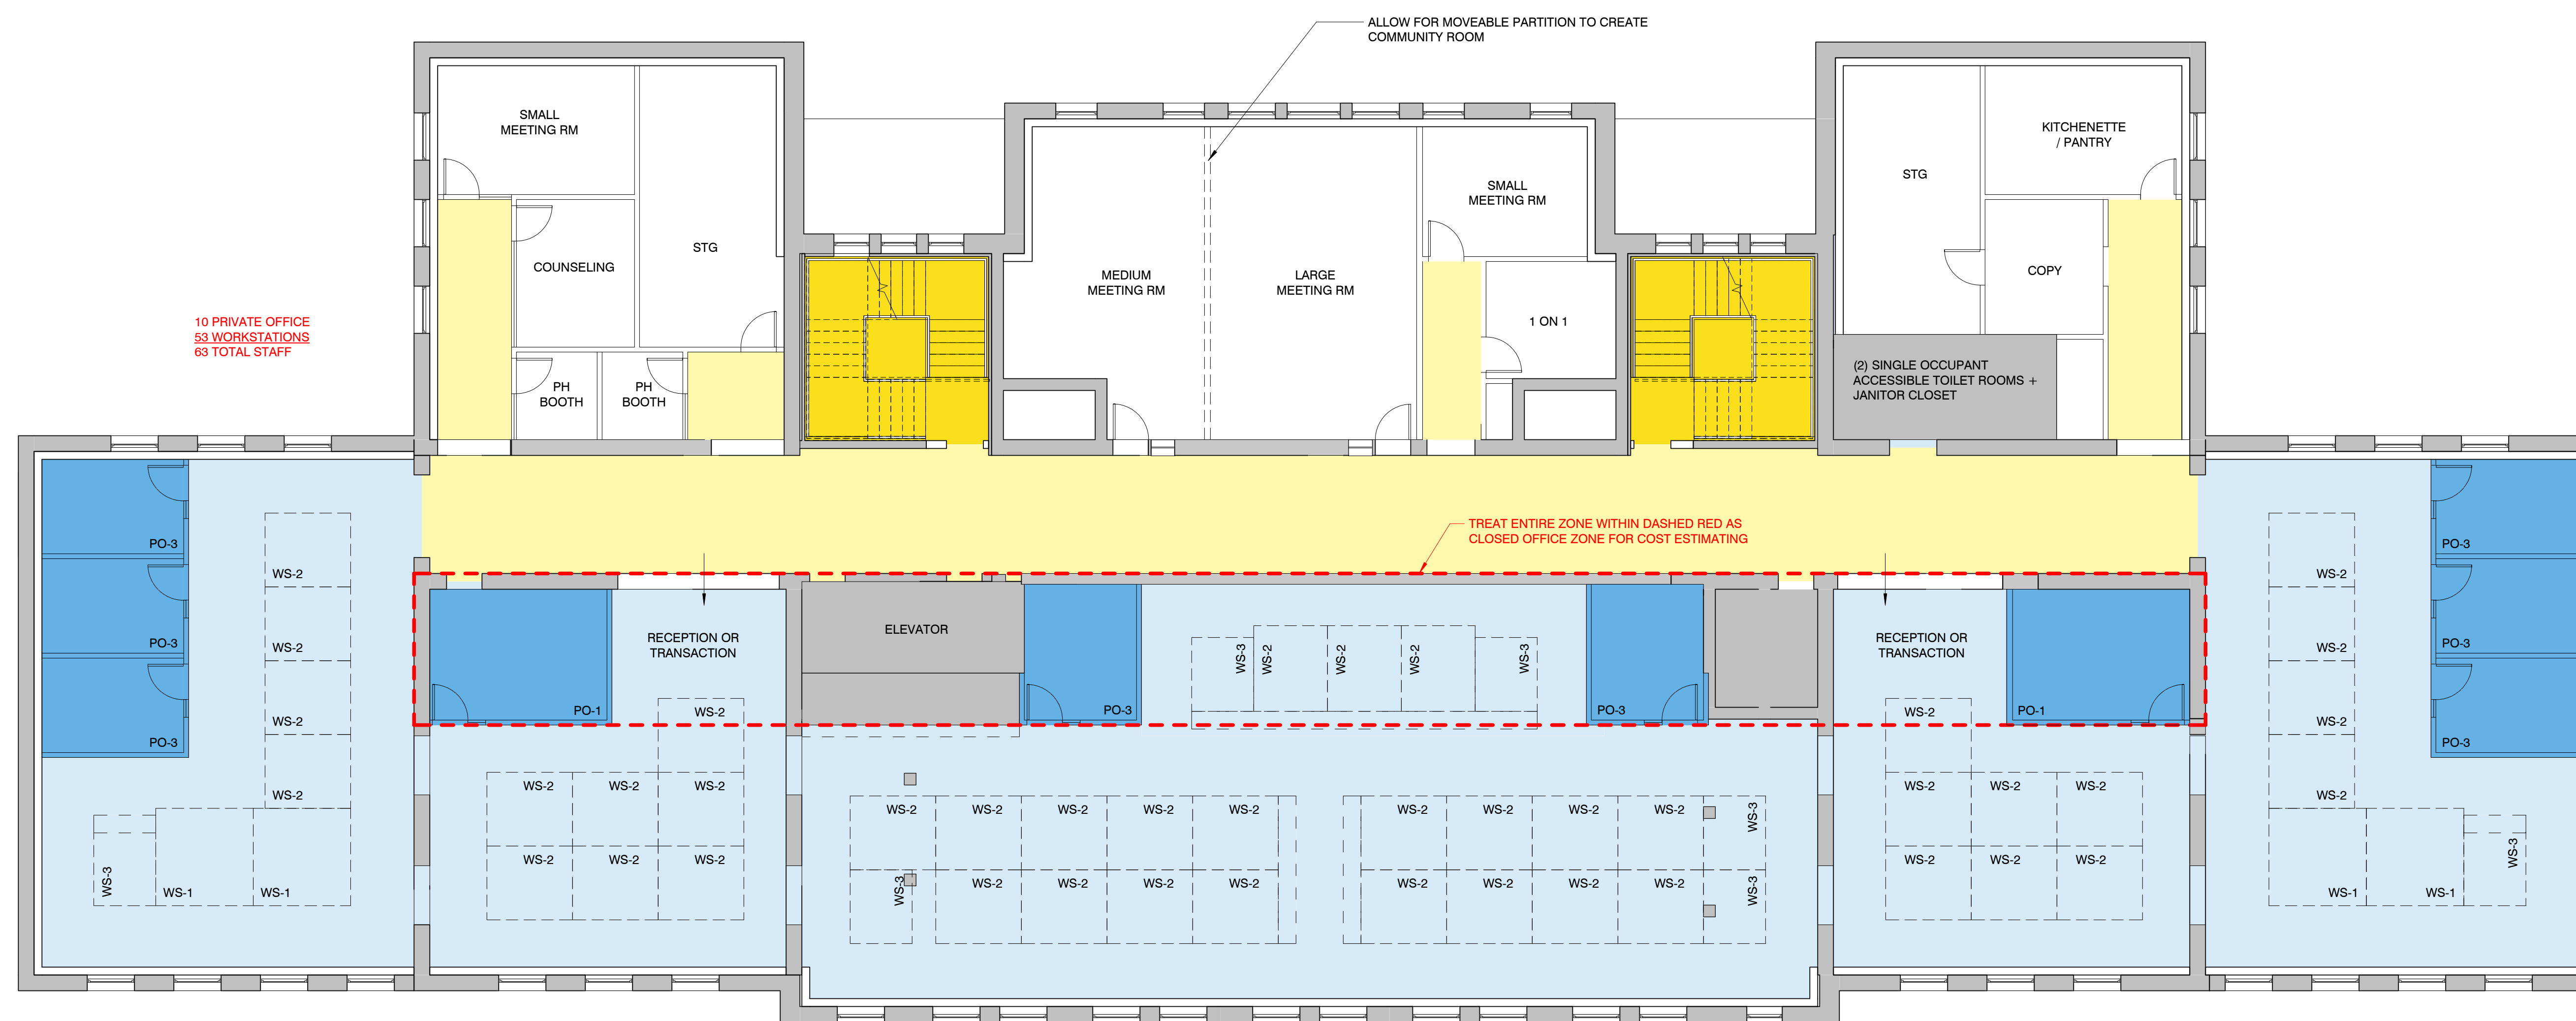 ALLOW FOR MOVEABLE PARTITION TO CREATE
COMMUNITY ROOM
SMALL
MEETING RM
COUNSELING
STG
PH
BOOTH
PH
BOOTH
10 PRIVATE OFFICE
53 WORKSTATIONS
63 TOTAL STAFF
MEDIUM
MEETING RM
LARGE
MEETING RM
SMALL
MEETING RM
1 ON 1
STG
KITCHENETTE
/ PANTRY
COPY
(2) SINGLE OCCUPANT
ACCESSIBLE TOILET ROOMS +
JANITOR CLOSET
TREAT ENTIRE ZONE WITHIN DASHED RED AS
CLOSED OFFICE ZONE FOR COST ESTIMATING
PO-3
PO-3
PO-3
WS-2
WS-2
WS-2
WS-2
WS-3
WS-1
WS-1
PO-1
RECEPTION OR
TRANSACTION
WS-2
WS-2
WS-2
WS-2
WS-2
WS-2
WS-2
ELEVATOR
PO-3
WS-3
WS-2
WS-2
WS-2
WS-3
PO-3
WS-2
WS-2
WS-2
WS-2
WS-2
WS-2
WS-2
WS-2
WS-2
WS-3
WS-3
WS-2
WS-2
WS-2
WS-2
WS-2
WS-2
WS-2
WS-2
WS-3
RECEPTION OR
TRANSACTION
PO-1
WS-2
WS-2
WS-2
WS-2
WS-2
WS-2
WS-2
WS-2
WS-2
WS-2
WS-2
WS-1
WS-1
WS-3
PO-3
PO-3
PO-3